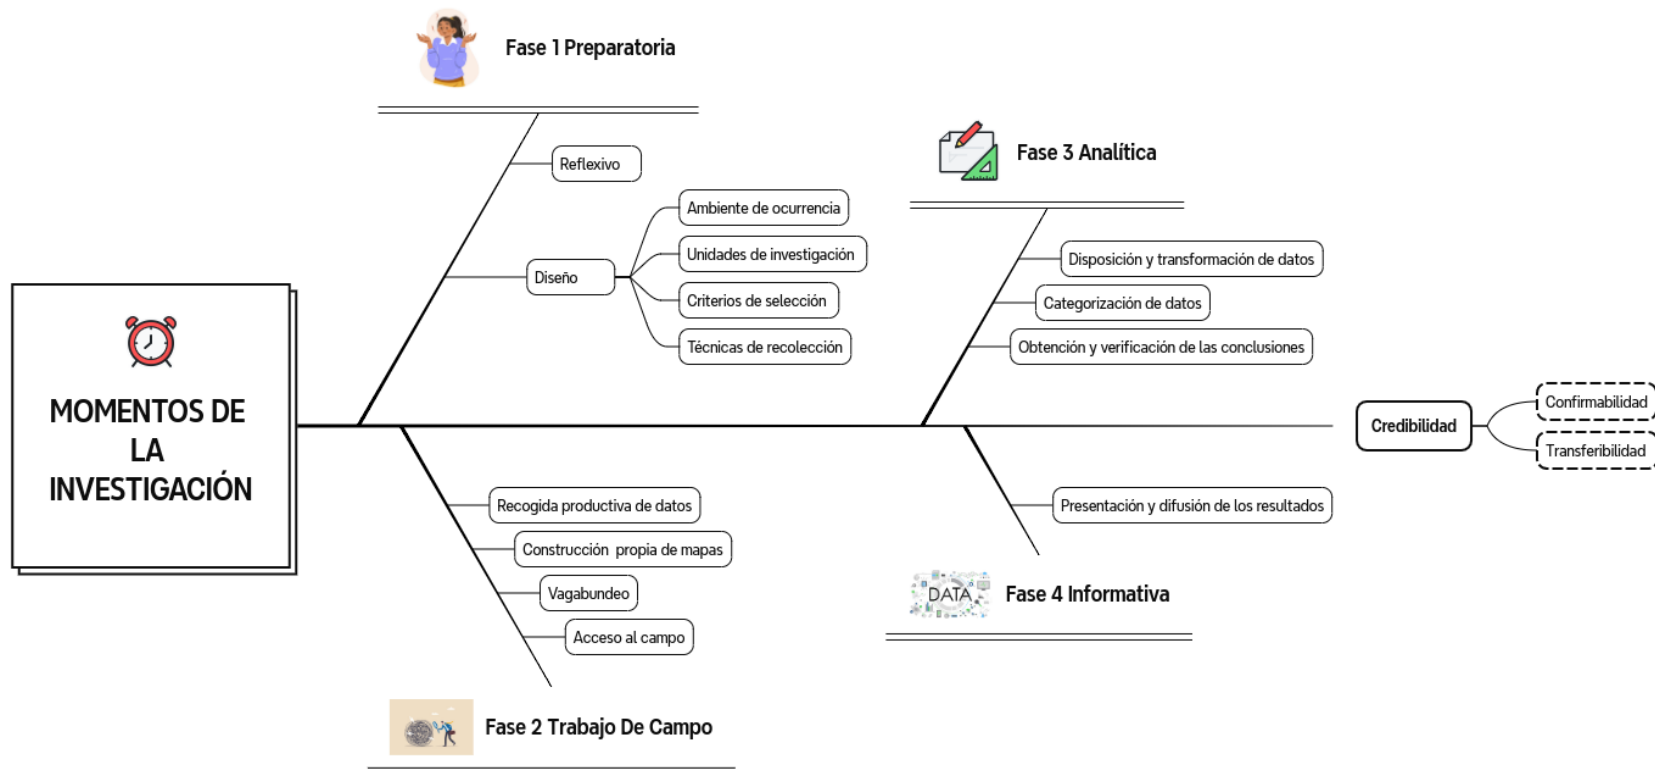 Fase 1 Preparatoria
Reflexivo
Diseño
Ambiente de ocurrencia
Unidades de investigación
Criterios de selección
Técnicas de recolección
Fase 3 Analítica
Disposición y transformación de datos
Categorización de datos
Obtención y verificación de las conclusiones
MOMENTOS DE
LA
INVESTIGACIÓN
Credibilidad
Confirmabilidad
Transferibilidad
Recogida productiva de datos
Construcción propia de mapas
Vagabundeo
Acceso al campo
Fase 2 Trabajo De Campo
Presentación y difusión de los resultados
DATA
Fase 4 Informativa